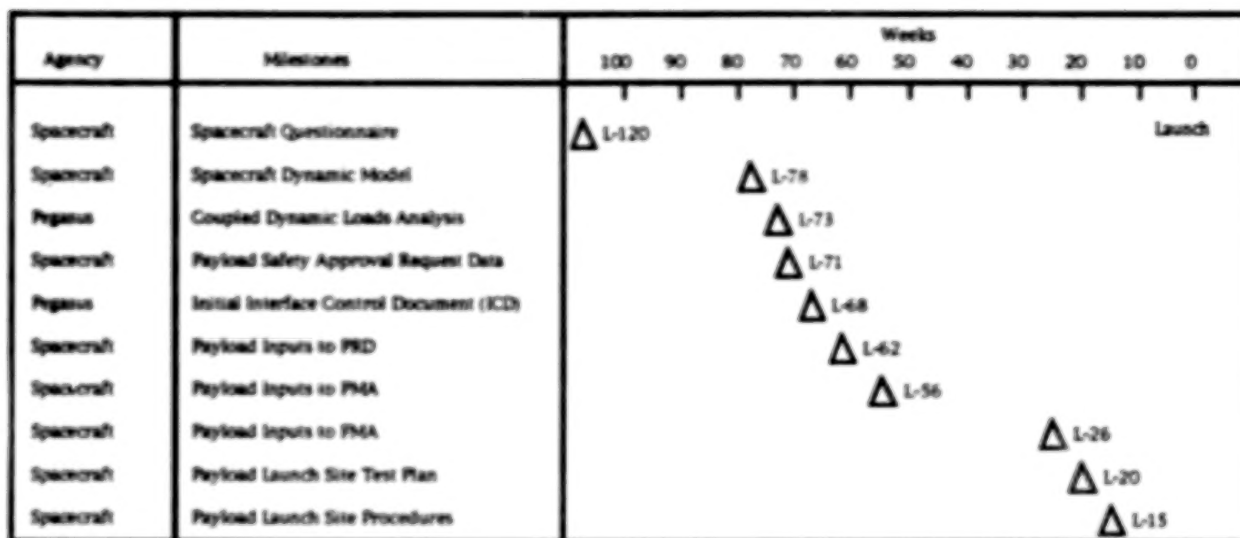 Weeks
Agency Milestones 100 90 80 70 60 50 40 30 20 10 0
Spacecraft Spacecraft Questionnaire L-120 Launch
Spacecraft Spacecraft Dynamic Model L-78
Pegasus Coupled Dynamic Loads Analysis L-73
Spacecraft Payload Safety Approval Request Data L-71
Pegasus Initial Interface Control Document (ICD) L-68
Spacecraft Payload Inputs to PRD L-62
Spacecraft Payload Inputs to PMA L-56
Spacecraft Payload Inputs to FMA L-26
Spacecraft Payload Launch Site Test Plan L-20
Spacecraft Payload Launch Site Procedures L-15